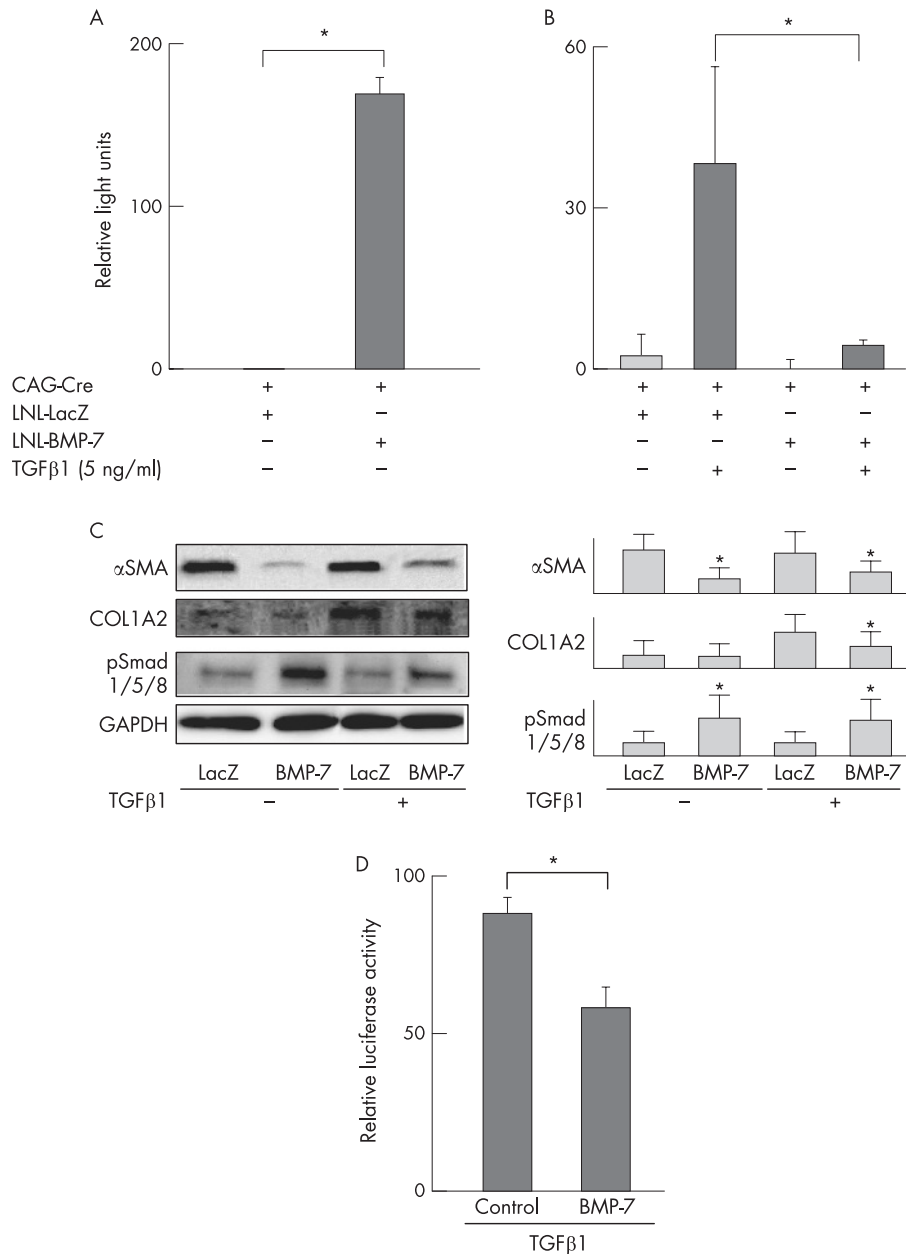 A
*
200
100
0
Relative light units
B
*
60
30
0
CAG-Cre + + + + + +
LNL-LacZ + – + + – –
LNL-BMP-7 – + – – + +
TGFβ1 (5 ng/ml) – – – + – +
C
αSMA
COL1A2
pSmad
1/5/8
GAPDH
LacZ BMP-7 LacZ BMP-7
TGFβ1 – +
αSMA * *
COL1A2 *
pSmad * *
1/5/8
LacZ BMP-7 LacZ BMP-7
TGFβ1 – +
D
*
100
50
0
Relative luciferase activity
Control BMP-7
TGFβ1